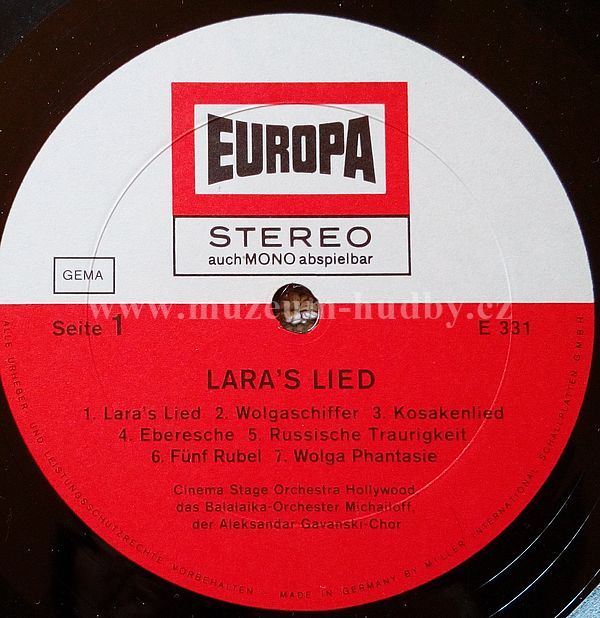 EUROPA
STEREO
auch MONO abspielbar
GEMA
www.muzeum-hudby.cz
Seite 1
E 331
LARA'S LIED
1. Lara's Lied 2. Wolgaschiffer 3. Kosakenlied
4. Eberesche 5. Russische Traurigkeit
6. Fünf Rubel 7. Wolga Phantasie
Cinema Stage Orchestra Hollywood,
das Balalaika-Orchester Michailoff,
der Aleksandar Gavanski-Chor
ALLE URHEBER- UND LEISTUNGSSCHUTZRECHTE VORBEHALTEN - MADE IN GERMANY BY MILLER INTERNATIONAL SCHALLPLATTEN GMBH